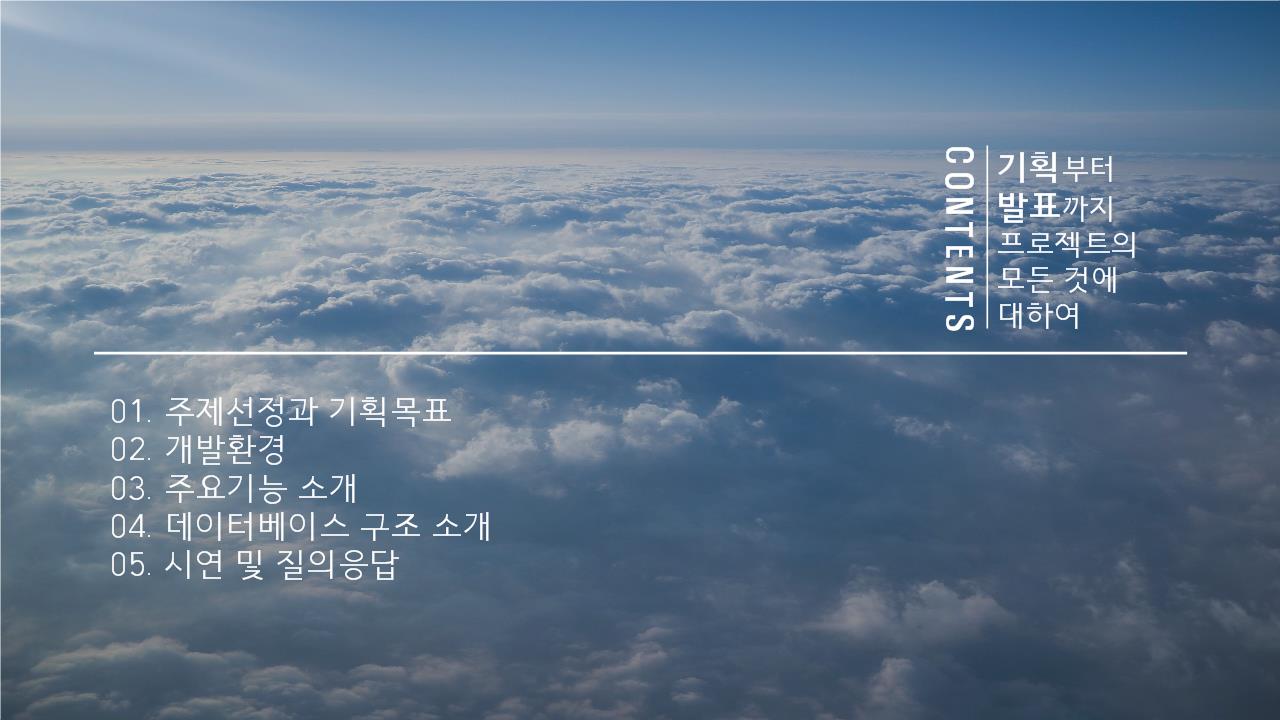 CONTENTS
기획부터
발표까지
프로젝트의
모든 것에
대하여
01. 주제선정과 기획목표
02. 개발환경
03. 주요기능 소개
04. 데이터베이스 구조 소개
05. 시연 및 질의응답